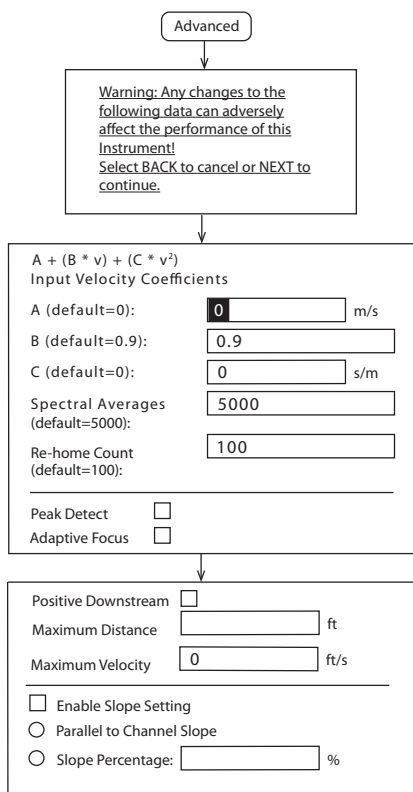 Advanced
Warning: Any changes to the
following data can adversely
affect the performance of this
Instrument!
Select BACK to cancel or NEXT to
continue.
A + (B * v) + (C * v²)
Input Velocity Coefficients
A (default=0): 0 m/s
B (default=0.9): 0.9
C (default=0): 0 s/m
Spectral Averages 5000
(default=5000):
Re-home Count 100
(default=100):
Peak Detect
Adaptive Focus
Positive Downstream
Maximum Distance ft
Maximum Velocity 0 ft/s
Enable Slope Setting
Parallel to Channel Slope
Slope Percentage: %